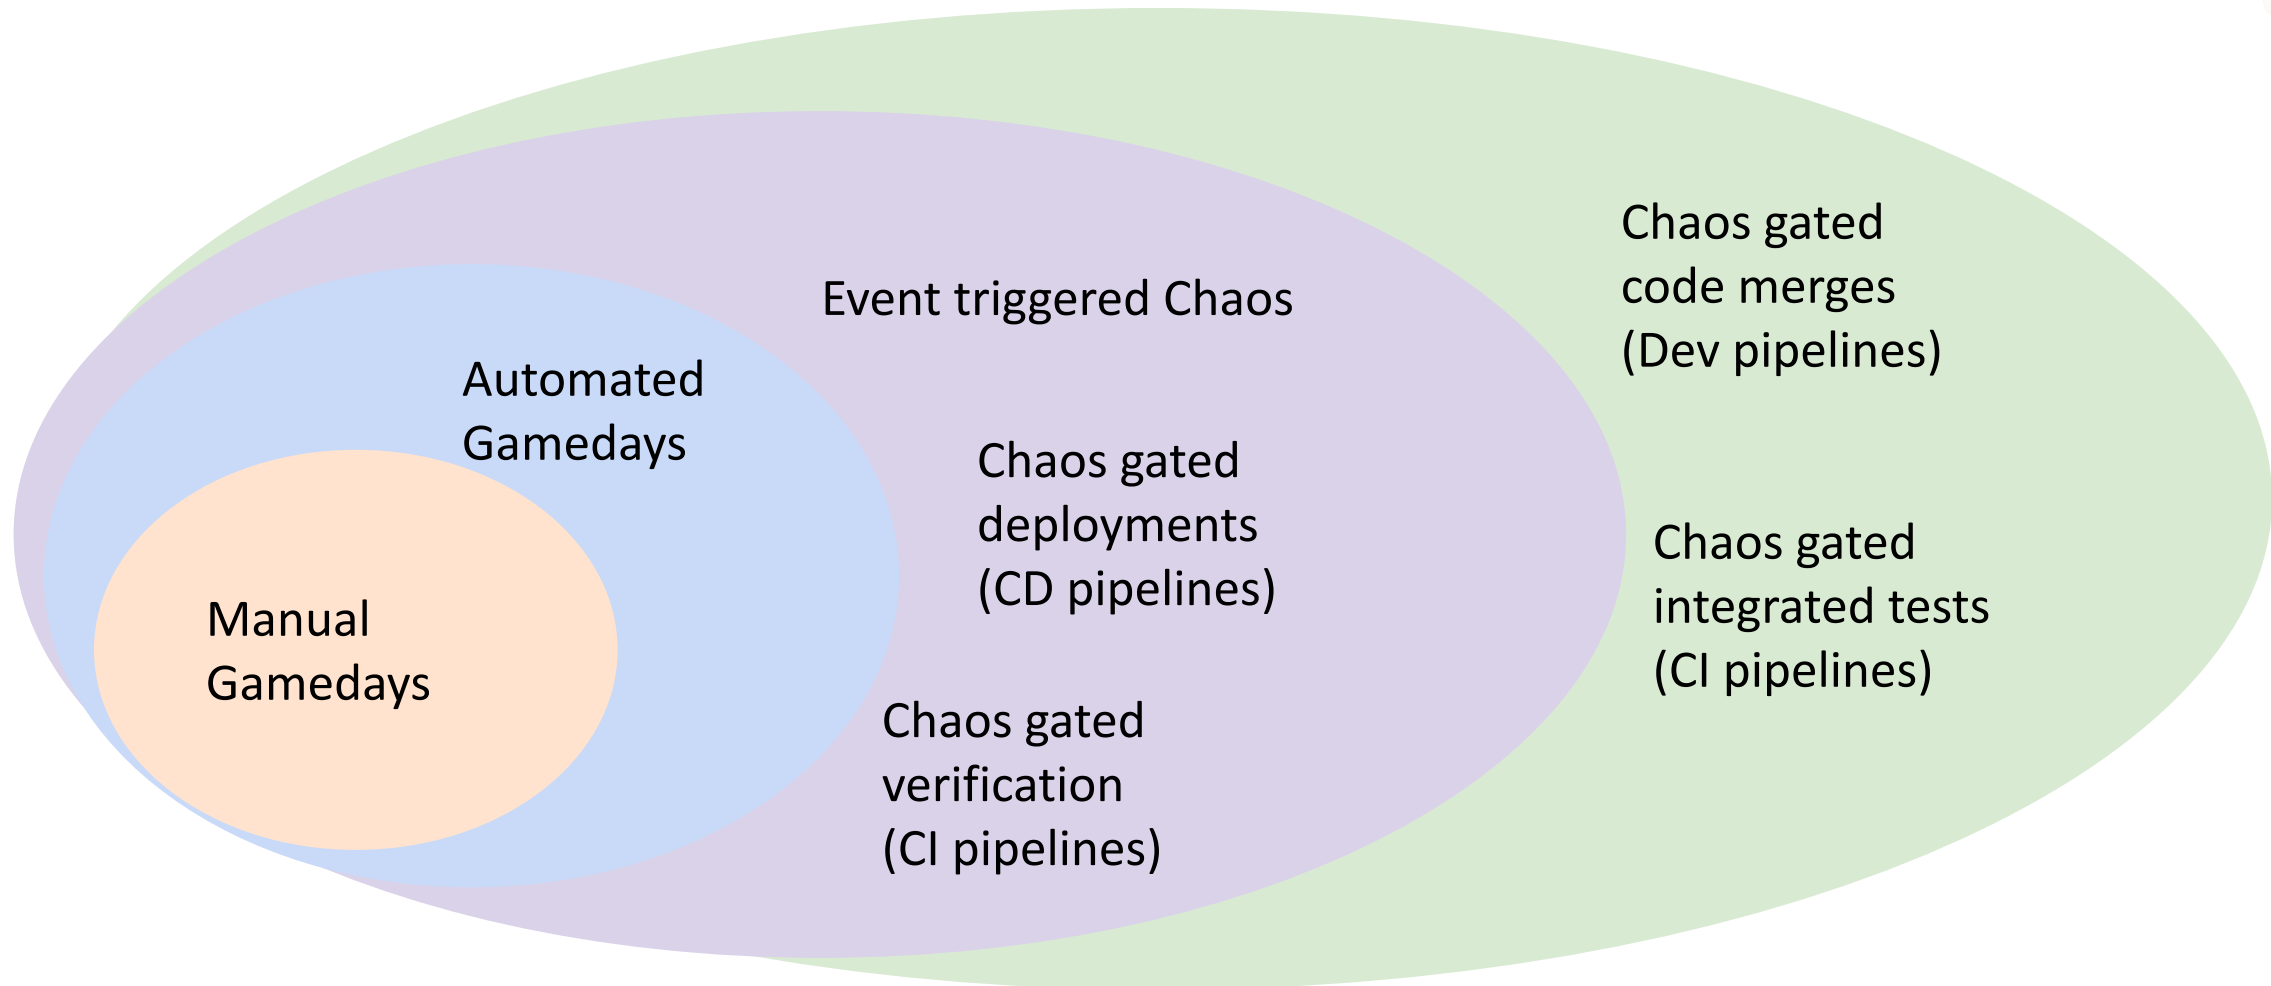 Manual
Gamedays
Automated
Gamedays
Event triggered Chaos
Chaos gated
deployments
(CD pipelines)
Chaos gated
verification
(CI pipelines)
Chaos gated
code merges
(Dev pipelines)
Chaos gated
integrated tests
(CI pipelines)